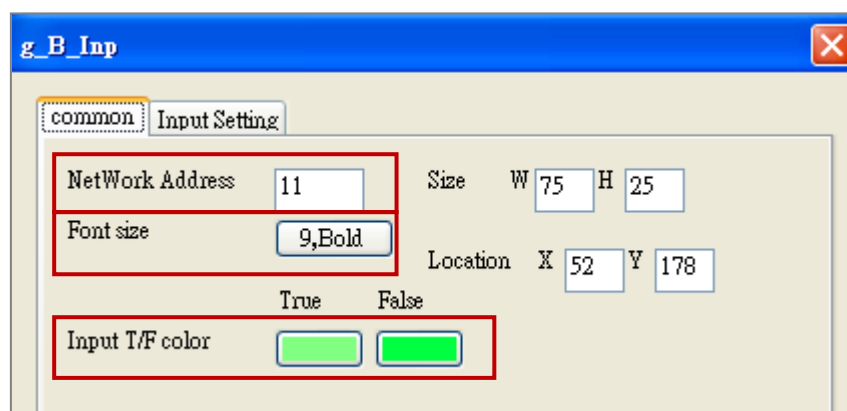 g_B_Inp
common Input Setting
NetWork Address 11 Size W 75 H 25
Font size 9,Bold
Location X 52 Y 178
True False
Input T/F color